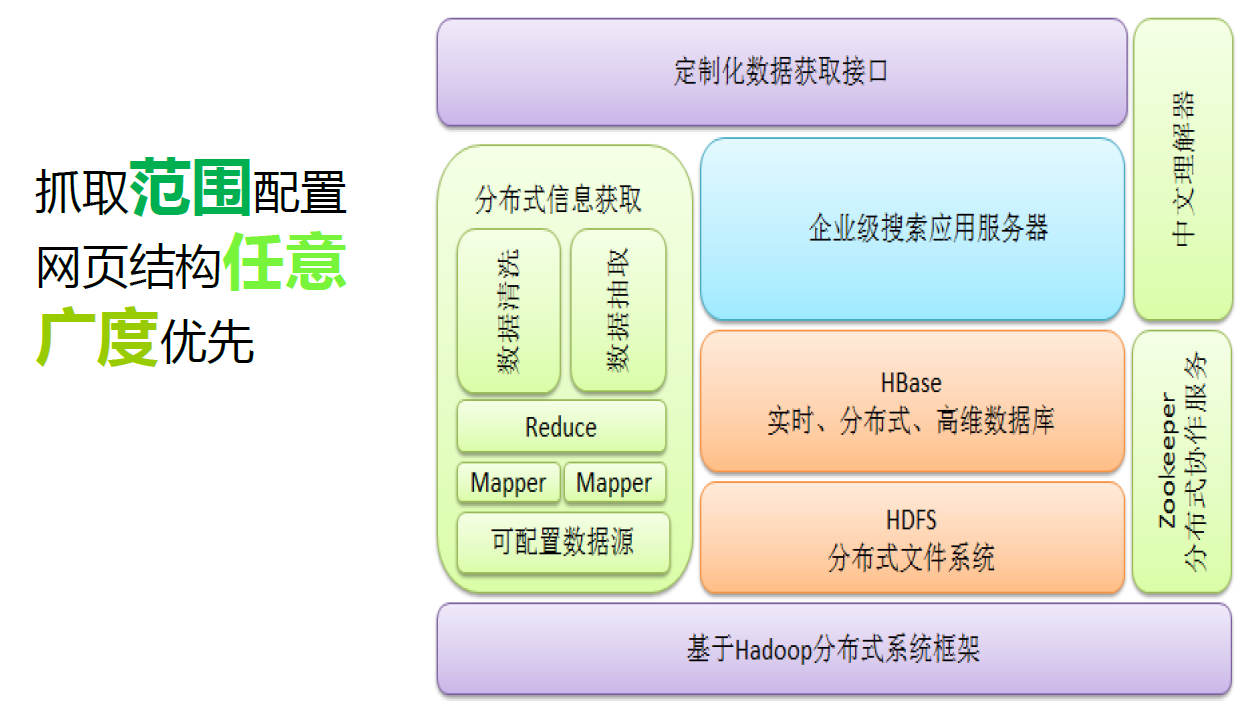 抓取范围配置
网页结构任意
广度优先
定制化数据获取接口
中文理解器
分布式信息获取
数据清洗
数据抽取
Reduce
Mapper
Mapper
可配置数据源
企业级搜索应用服务器
HBase
实时、分布式、高维数据库
HDFS
分布式文件系统
Zookeeper
分布式协作服务
基于Hadoop分布式系统框架